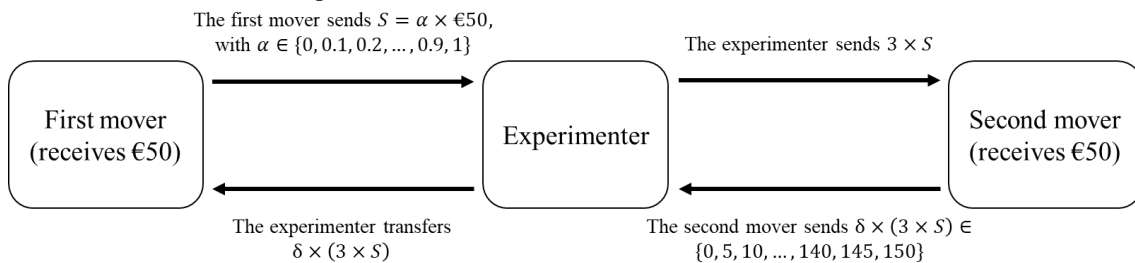 The first mover sends 𝑆 = 𝛼 × €50,
with 𝛼 ∈ {0, 0.1, 0.2, … , 0.9, 1}
The experimenter sends 3 × 𝑆
First mover
(receives €50)
Experimenter
Second mover
(receives €50)
The experimenter transfers
δ × (3 × 𝑆)
The second mover sends δ × (3 × 𝑆) ∈
{0, 5, 10, … , 140, 145, 150}